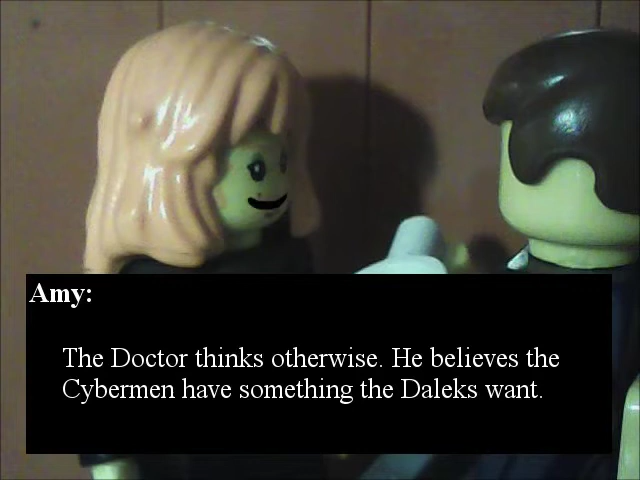 Amy:
The Doctor thinks otherwise. He believes the
Cybermen have something the Daleks want.